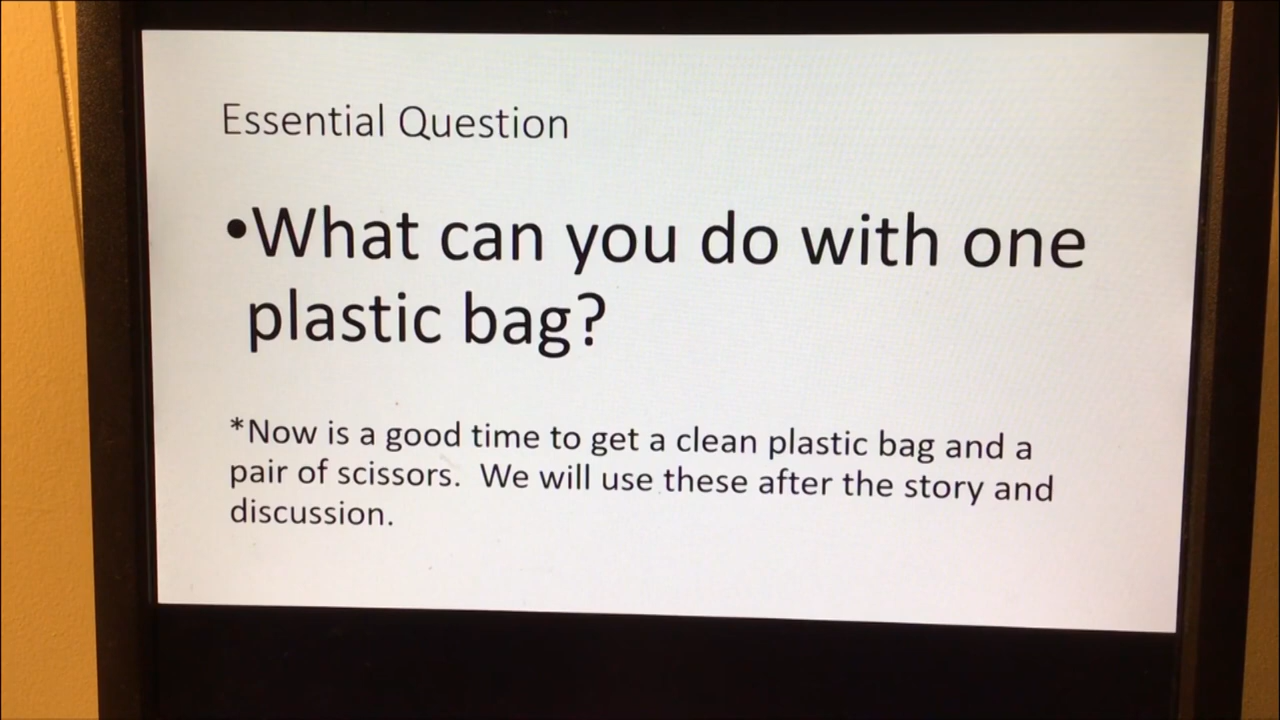 Essential Question
•What can you do with one
plastic bag?
*Now is a good time to get a clean plastic bag and a
pair of scissors.  We will use these after the story and
discussion.